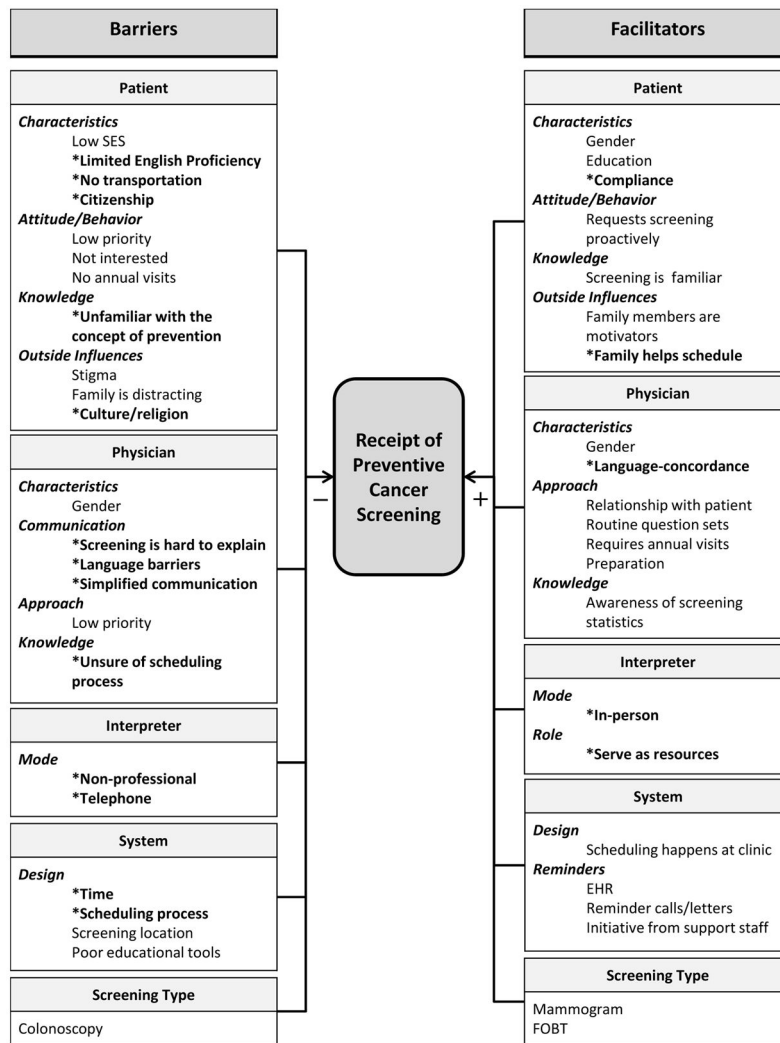 Barriers
Patient
Characteristics
Low SES
*Limited English Proficiency
*No transportation
*Citizenship
Attitude/Behavior
Low priority
Not interested
No annual visits
Knowledge
*Unfamiliar with the
concept of prevention
Outside Influences
Stigma
Family is distracting
*Culture/religion
Physician
Characteristics
Gender
Communication
*Screening is hard to explain
*Language barriers
*Simplified communication
Approach
Low priority
Knowledge
*Unsure of scheduling
process
Interpreter
Mode
*Non-professional
*Telephone
System
Design
*Time
*Scheduling process
Screening location
Poor educational tools
Screening Type
Colonoscopy
Receipt of
Preventive
Cancer
Screening
−
+
Facilitators
Patient
Characteristics
Gender
Education
*Compliance
Attitude/Behavior
Requests screening
proactively
Knowledge
Screening is familiar
Outside Influences
Family members are
motivators
*Family helps schedule
Physician
Characteristics
Gender
*Language-concordance
Approach
Relationship with patient
Routine question sets
Requires annual visits
Preparation
Knowledge
Awareness of screening
statistics
Interpreter
Mode
*In-person
Role
*Serve as resources
System
Design
Scheduling happens at clinic
Reminders
EHR
Reminder calls/letters
Initiative from support staff
Screening Type
Mammogram
FOBT